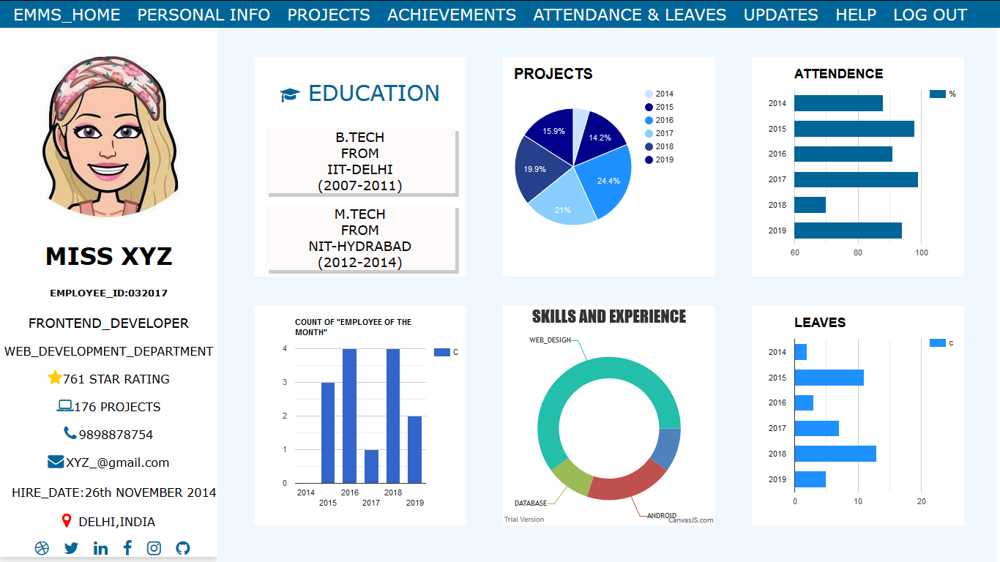 EMMS_HOME PERSONAL INFO PROJECTS ACHIEVEMENTS ATTENDANCE & LEAVES UPDATES HELP LOG OUT
MISS XYZ
EMPLOYEE_ID:032017
FRONTEND_DEVELOPER
WEB_DEVELOPMENT_DEPARTMENT
761 STAR RATING
176 PROJECTS
9898878754
XYZ_@gmail.com
HIRE_DATE:26th NOVEMBER 2014
DELHI,INDIA
EDUCATION
B.TECH
FROM
IIT-DELHI
(2007-2011)
M.TECH
FROM
NIT-HYDRABAD
(2012-2014)
PROJECTS
2014
2015
2016
2017
2018
2019
15.9%
14.2%
19.9%
24.4%
21%
ATTENDENCE
%
2014
2015
2016
2017
2018
2019
60 80 100
COUNT OF "EMPLOYEE OF THE
MONTH"
C
4
3
2
1
0
2014 2016 2018
2015 2017 2019
SKILLS AND EXPERIENCE
WEB_DESIGN
DATABASE
ANDROID
Trial Version
CanvasJS.com
LEAVES
c
2014
2015
2016
2017
2018
2019
0 10 20